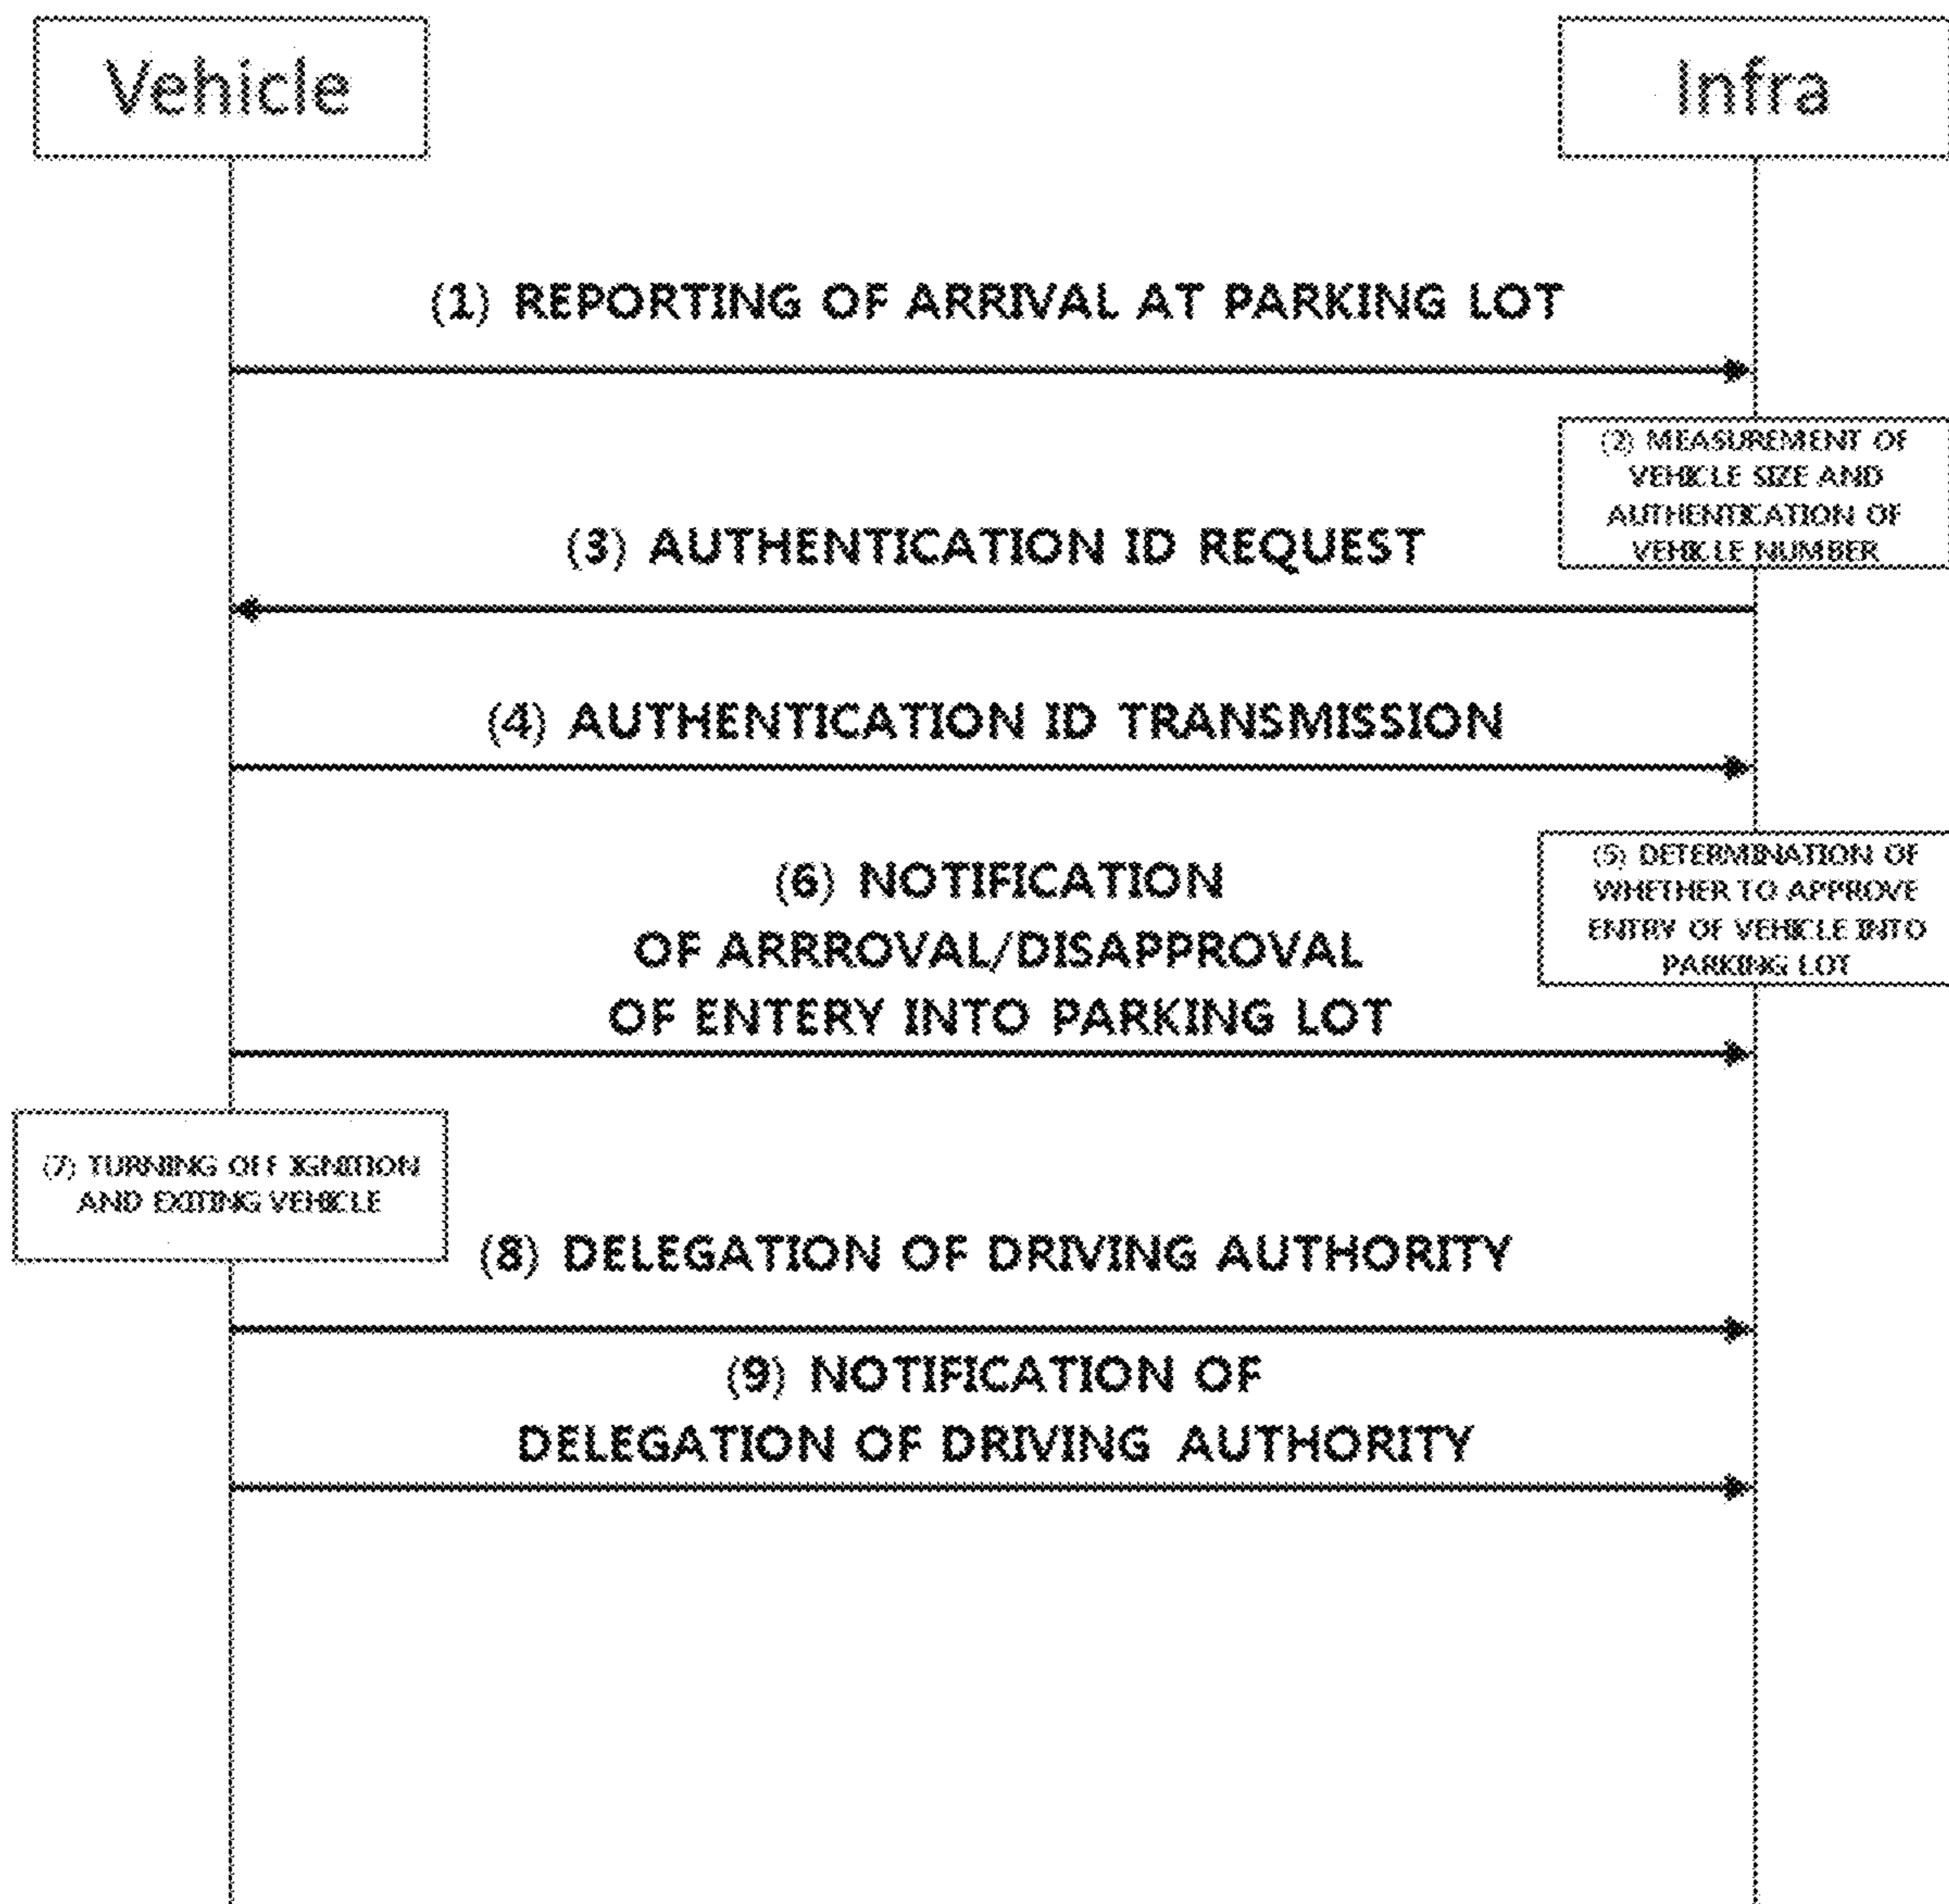 Vehicle
Infra
(1) REPORTING OF ARRIVAL AT PARKING LOT
(2) MEASUREMENT OF
VEHICLE SIZE AND
AUTHENTICATION OF
VEHICLE NUMBER
(3) AUTHENTICATION ID REQUEST
(4) AUTHENTICATION ID TRANSMISSION
(5) DETERMINATION OF
WHETHER TO APPROVE
ENTRY OF VEHICLE INTO
PARKING LOT
(6) NOTIFICATION
OF ARRROVAL/DISAPPROVAL
OF ENTERY INTO PARKING LOT
(7) TURNING OFF IGNITION
AND EXITING VEHICLE
(8) DELEGATION OF DRIVING AUTHORITY
(9) NOTIFICATION OF
DELEGATION OF DRIVING AUTHORITY